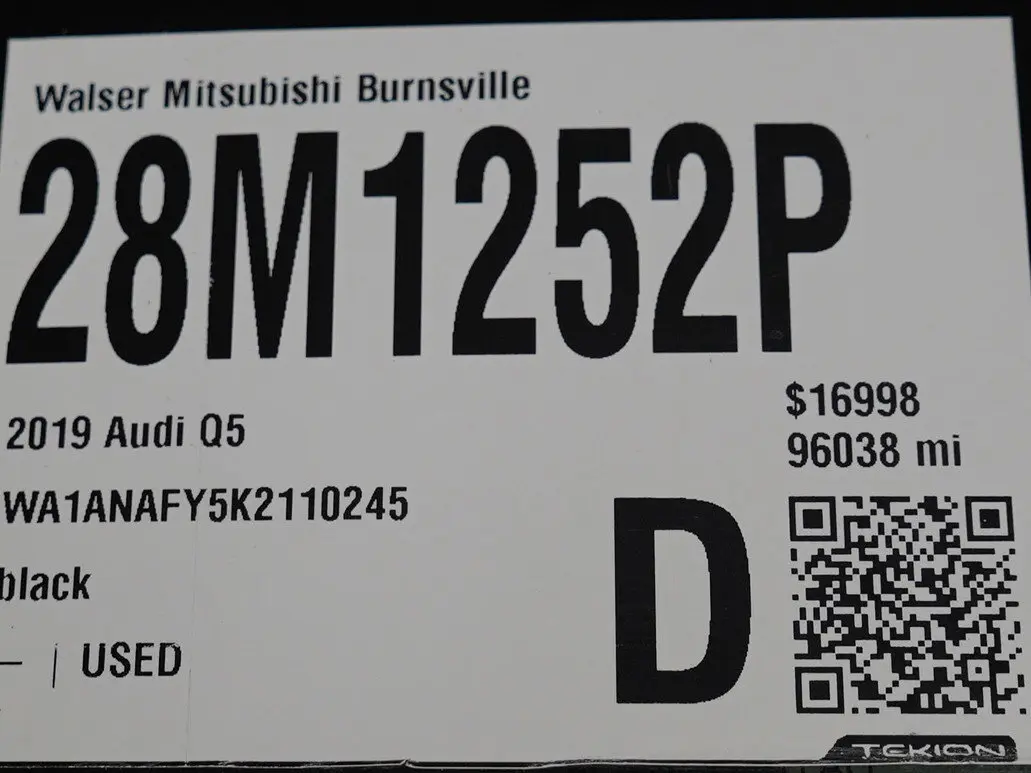 Walser Mitsubishi Burnsville
28M1252P
$16998
2019 Audi Q5
96038 mi
WA1ANAFY5K2110245
D
black
— | USED
TEKION